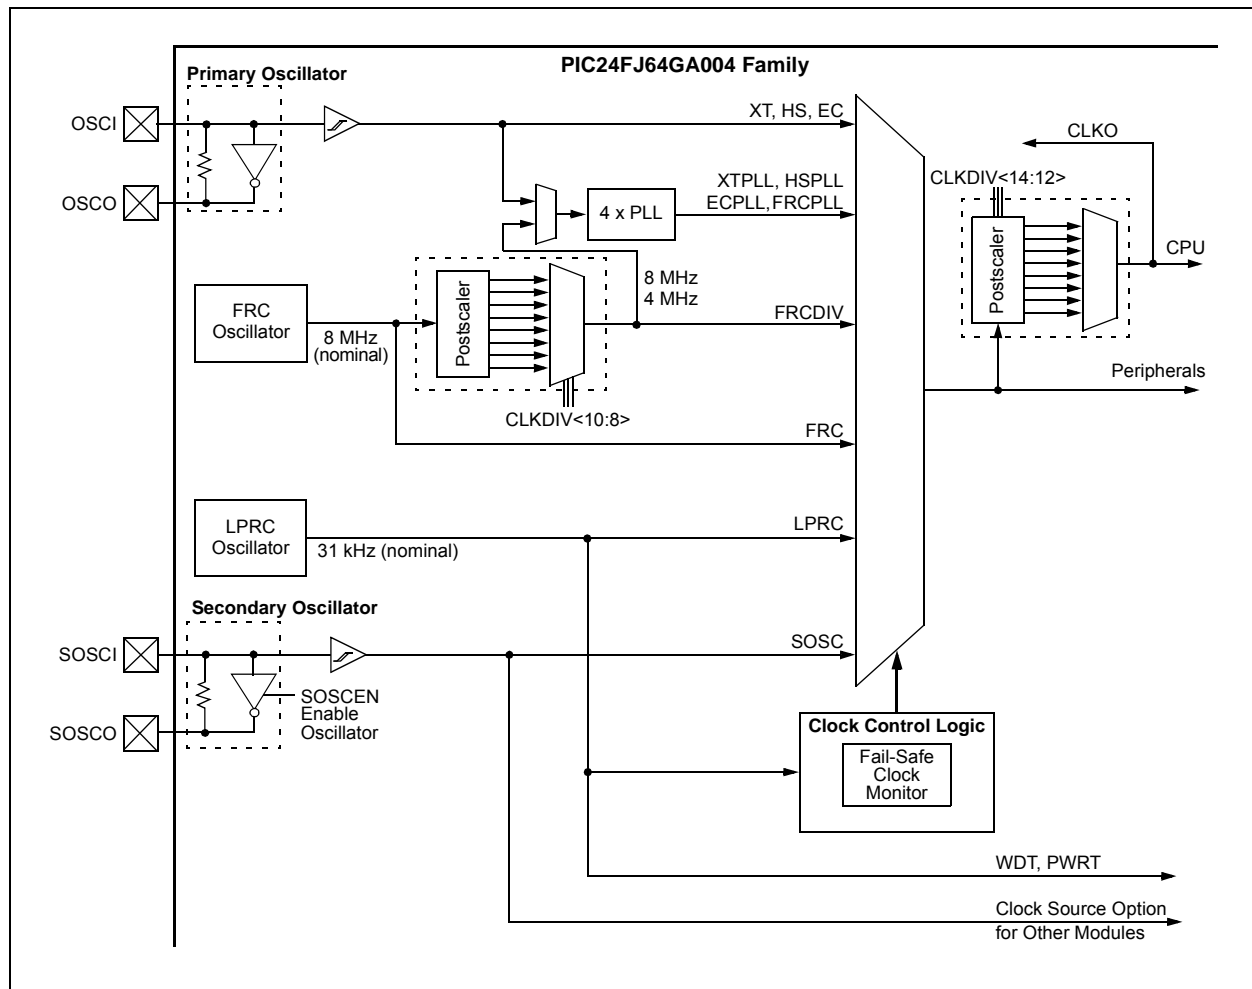 PIC24FJ64GA004 Family
Primary Oscillator
OSCI
OSCO
XT, HS, EC
XTPLL, HSPLL
ECPLL,FRCPLL
4 x PLL
CLKO
CLKDIV<14:12>
Postscaler
CPU
8 MHz
4 MHz
FRC
Oscillator
8 MHz
(nominal)
Postscaler
FRCDIV
CLKDIV<10:8>
Peripherals
FRC
LPRC
Oscillator
31 kHz (nominal)
LPRC
Secondary Oscillator
SOSCI
SOSCO
SOSCEN
Enable
Oscillator
SOSC
Clock Control Logic
Fail-Safe
Clock
Monitor
WDT, PWRT
Clock Source Option
for Other Modules